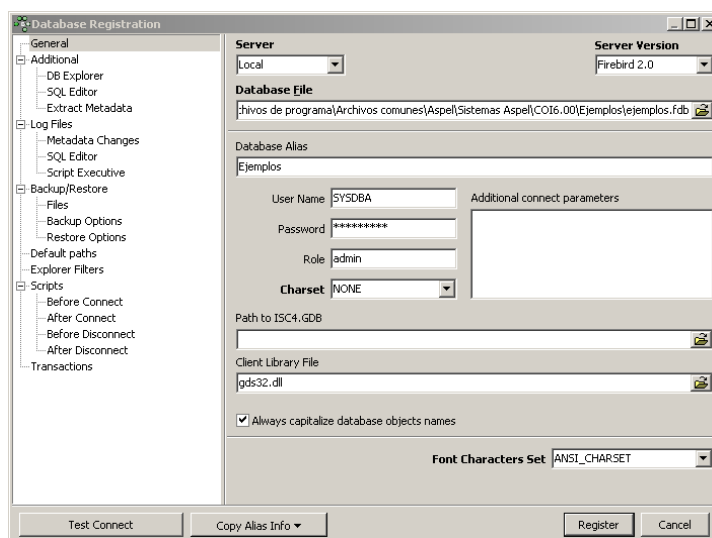 Database Registration
General
Additional
DB Explorer
SQL Editor
Extract Metadata
Log Files
Metadata Changes
SQL Editor
Script Executive
Backup/Restore
Files
Backup Options
Restore Options
Default paths
Explorer Filters
Scripts
Before Connect
After Connect
Before Disconnect
After Disconnect
Transactions
Server
Server Version
Local
Firebird 2.0
Database File
chivos de programa\Archivos comunes\Aspel\Sistemas Aspel\COI6.00\Ejemplos\ejemplos.fdb
Database Alias
Ejemplos
User Name SYSDBA
Additional connect parameters
Password *********
Role admin
Charset NONE
Path to ISC4.GDB
Client Library File
gds32.dll
Always capitalize database objects names
Font Characters Set ANSI_CHARSET
Test Connect
Copy Alias Info
Register
Cancel